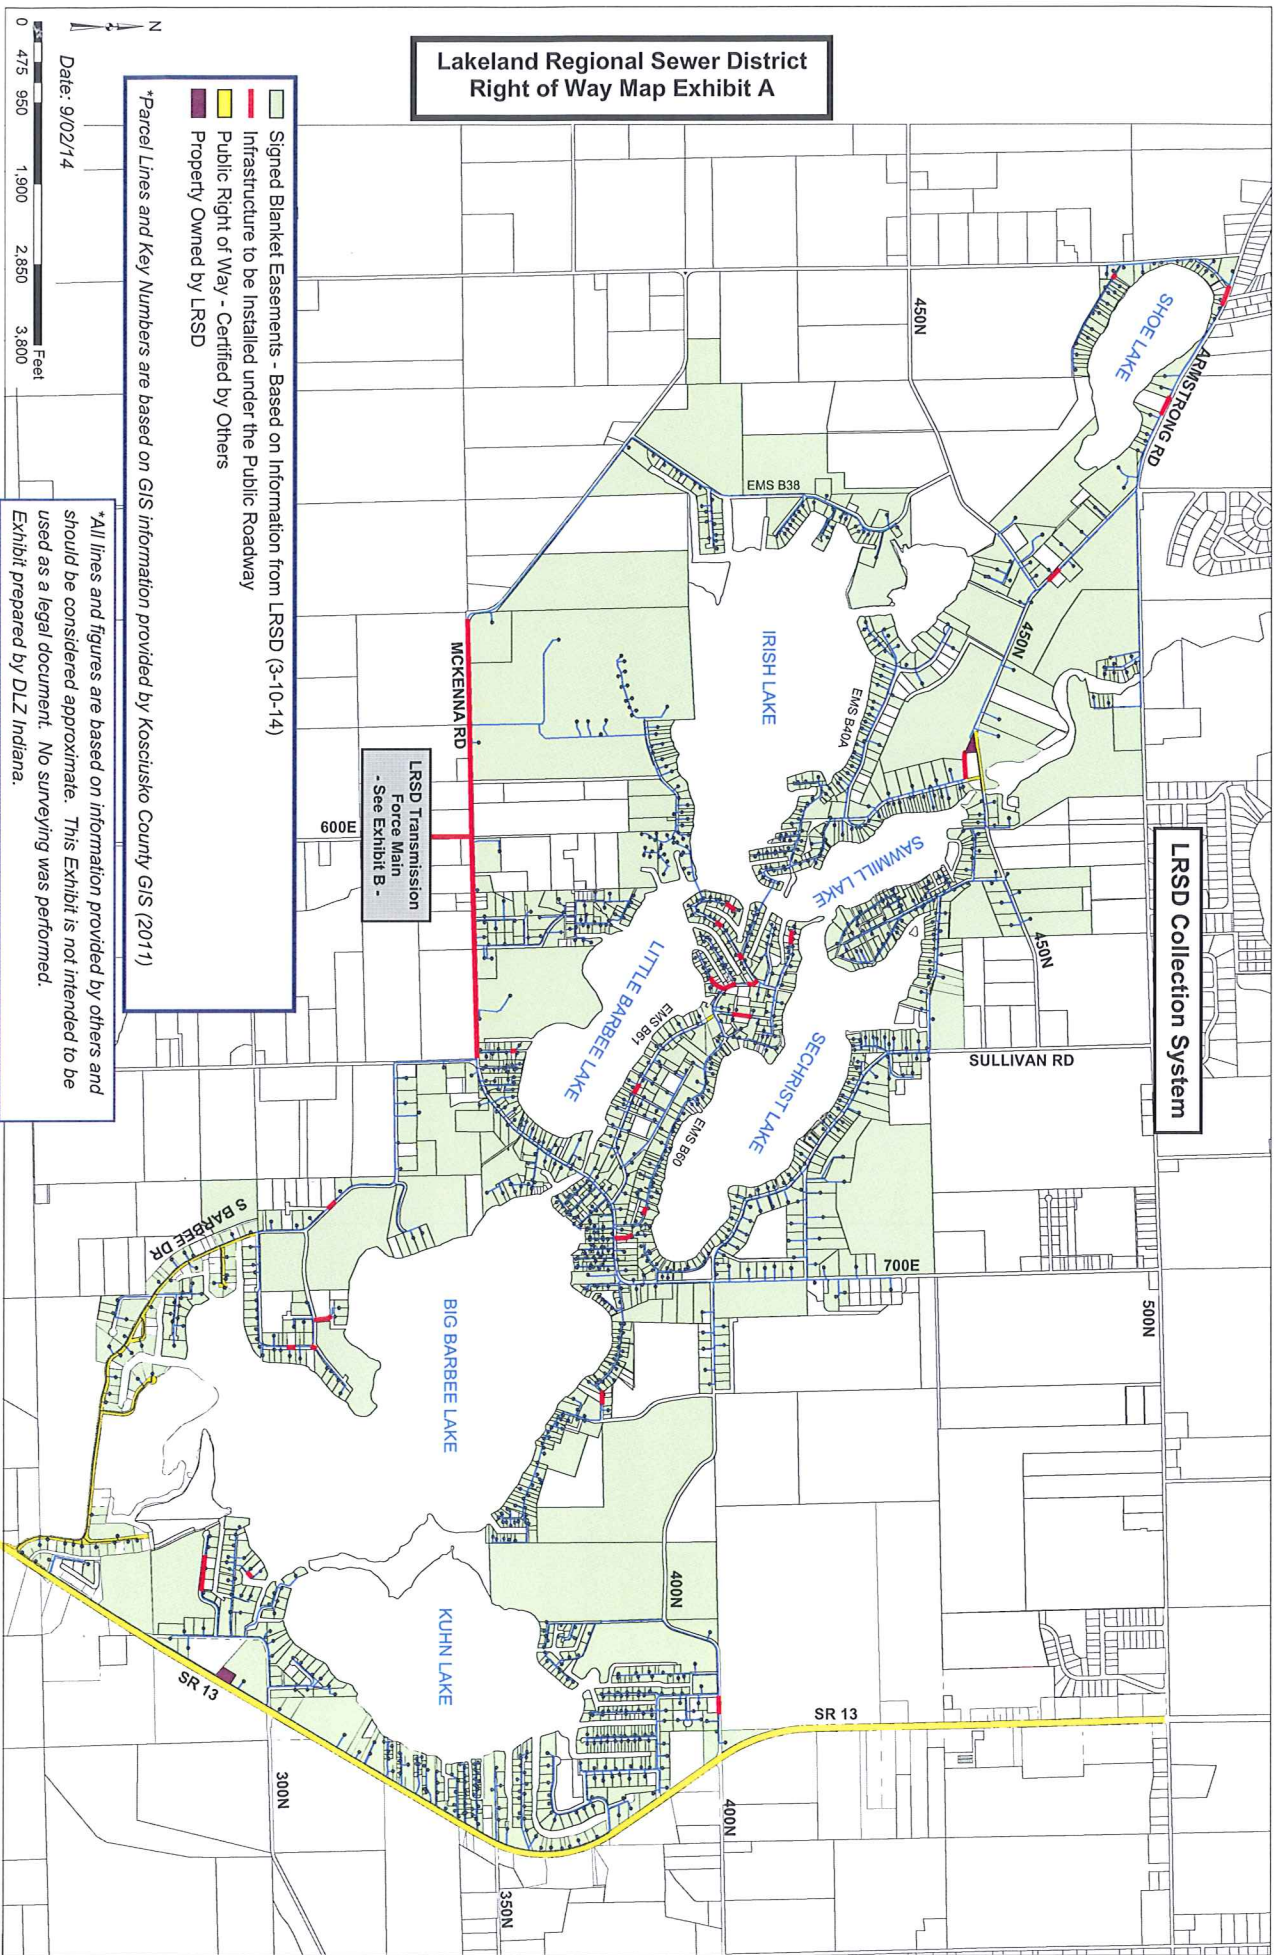 Lakeland Regional Sewer District
Right of Way Map Exhibit A
LRSD Collection System
Signed Blanket Easements - Based on Information from LRSD (3-10-14)
Infrastructure to be Installed under the Public Roadway
Public Right of Way - Certified by Others
Property Owned by LRSD
*Parcel Lines and Key Numbers are based on GIS information provided by Kosciusko County GIS (2011)
*All lines and figures are based on information provided by others and
should be considered approximate. This Exhibit is not intended to be
used as a legal document. No surveying was performed.
Exhibit prepared by DLZ Indiana.
N
Date: 9/02/14
0 475 950 1,900 2,850 3,800
Feet
SHOE LAKE
ARMSTRONG RD
450N
EMS B38
450N
IRISH LAKE
EMS B40A
MCKENNA RD
LRSD Transmission
Force Main
- See Exhibit B -
600E
SAWMILL LAKE
450N
LITTLE BARBEE LAKE
EMS B61
SECHRIST LAKE
SULLIVAN RD
EMS B60
S BARBEE DR
700E
500N
BIG BARBEE LAKE
400N
KUHN LAKE
SR 13
SR 13
300N
400N
350N